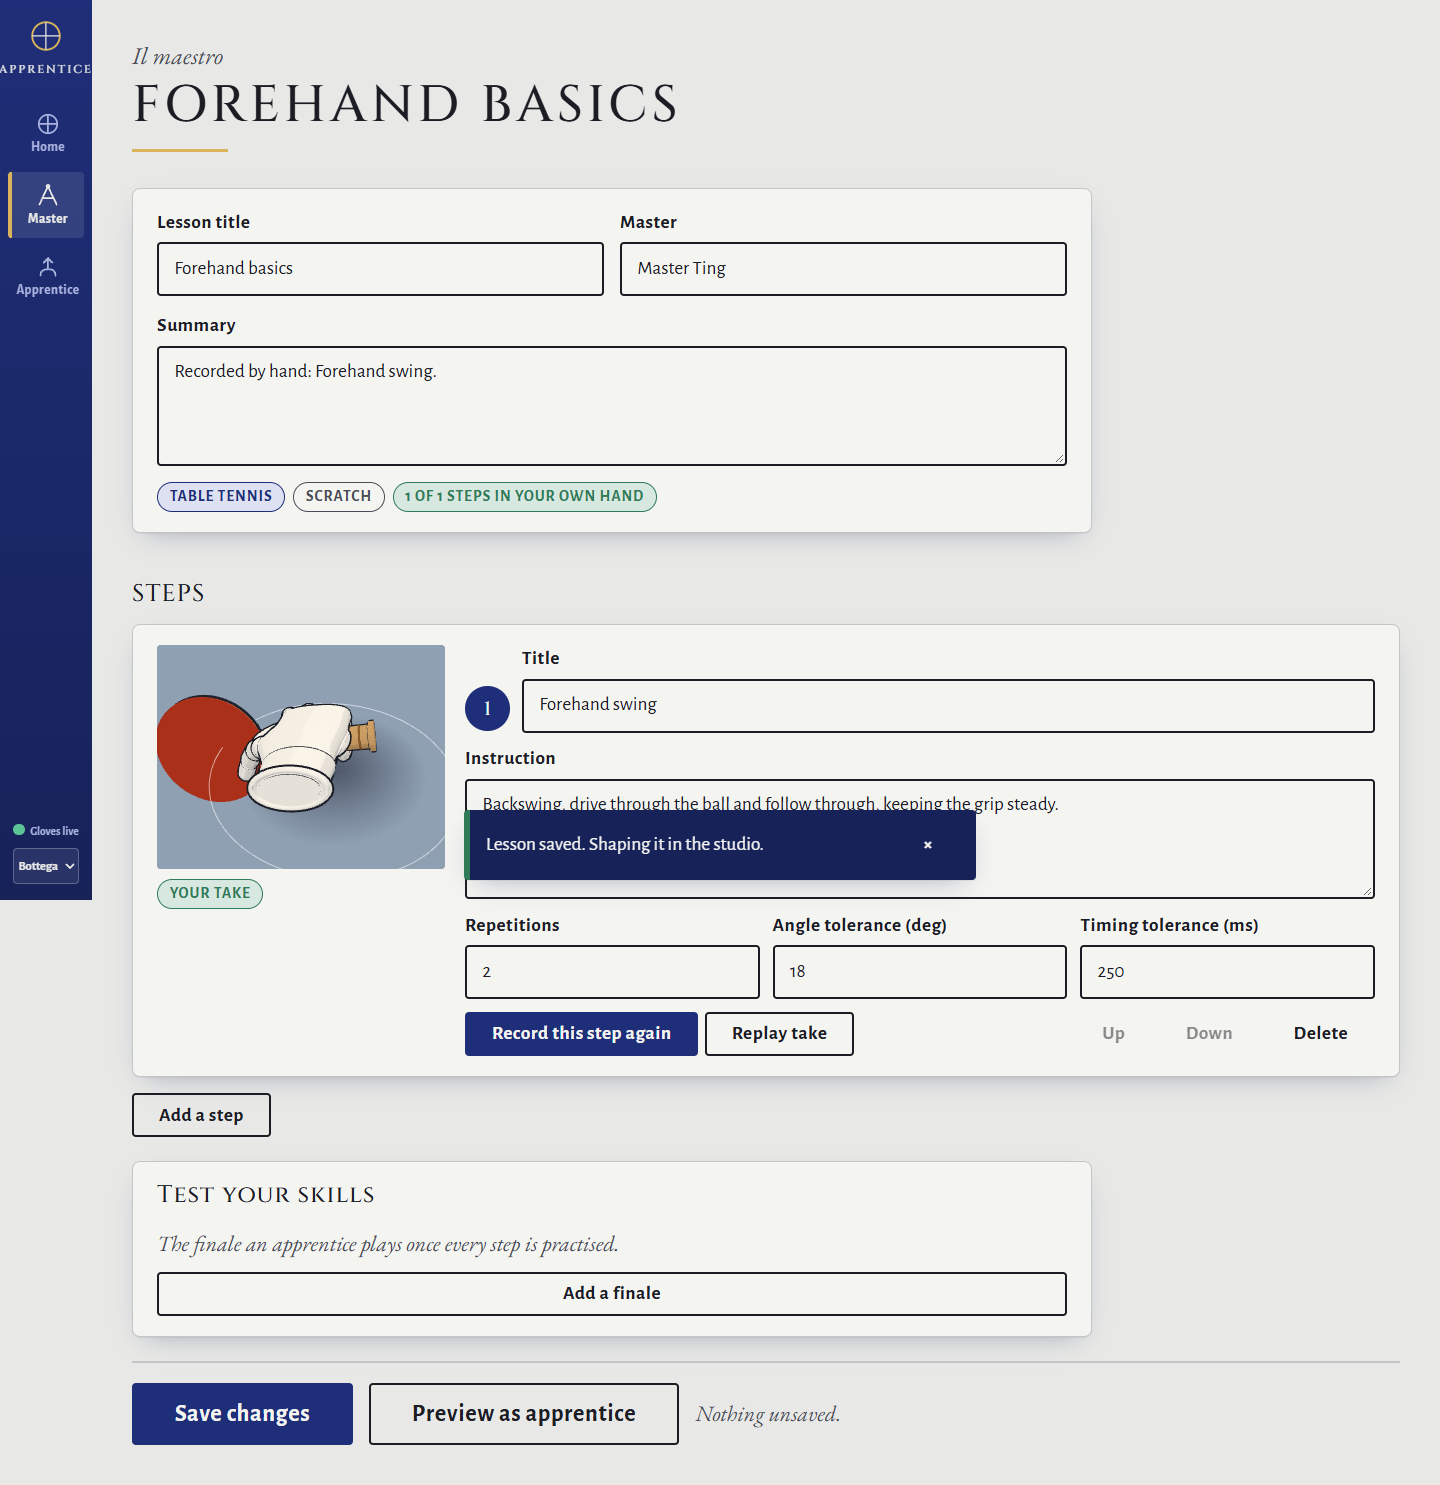 APPRENTICE
Home
Master
Apprentice
Gloves live
Bottega
Il maestro
FOREHAND BASICS
Lesson title
Master
Forehand basics
Master Ting
Summary
Recorded by hand: Forehand swing.
TABLE TENNIS
SCRATCH
1 OF 1 STEPS IN YOUR OWN HAND
STEPS
YOUR TAKE
1
Title
Forehand swing
Instruction
Backswing, drive through the ball and follow through, keeping the grip steady.
Lesson saved. Shaping it in the studio.
×
Repetitions
Angle tolerance (deg)
Timing tolerance (ms)
2
18
250
Record this step again
Replay take
Up
Down
Delete
Add a step
TEST YOUR SKILLS
The finale an apprentice plays once every step is practised.
Add a finale
Save changes
Preview as apprentice
Nothing unsaved.